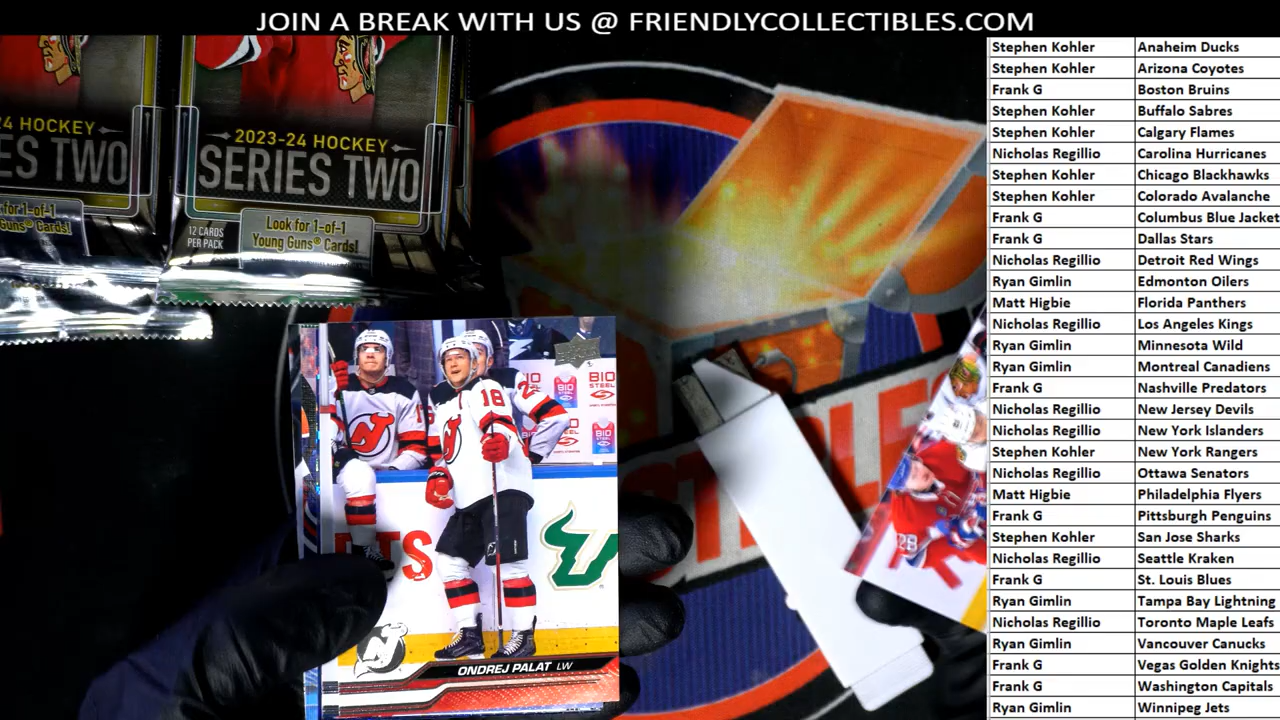 JOIN A BREAK WITH US @ FRIENDLYCOLLECTIBLES.COM
24 HOCKEY
ES TWO
for 1-of-1
Guns® Cards!
2023-24 HOCKEY
SERIES TWO
12 CARDS
PER PACK
Look for 1-of-1
Young Guns® Cards!
18
BIO
STEEL
BIO
STEEL
28
ONDREJ PALAT LW
Stephen Kohler Anaheim Ducks
Stephen Kohler Arizona Coyotes
Frank G Boston Bruins
Stephen Kohler Buffalo Sabres
Stephen Kohler Calgary Flames
Nicholas Regillio Carolina Hurricanes
Stephen Kohler Chicago Blackhawks
Stephen Kohler Colorado Avalanche
Frank G Columbus Blue Jacket
Frank G Dallas Stars
Nicholas Regillio Detroit Red Wings
Ryan Gimlin Edmonton Oilers
Matt Higbie Florida Panthers
Nicholas Regillio Los Angeles Kings
Ryan Gimlin Minnesota Wild
Ryan Gimlin Montreal Canadiens
Frank G Nashville Predators
Nicholas Regillio New Jersey Devils
Nicholas Regillio New York Islanders
Stephen Kohler New York Rangers
Nicholas Regillio Ottawa Senators
Matt Higbie Philadelphia Flyers
Frank G Pittsburgh Penguins
Stephen Kohler San Jose Sharks
Nicholas Regillio Seattle Kraken
Frank G St. Louis Blues
Ryan Gimlin Tampa Bay Lightning
Nicholas Regillio Toronto Maple Leafs
Ryan Gimlin Vancouver Canucks
Frank G Vegas Golden Knights
Frank G Washington Capitals
Ryan Gimlin Winnipeg Jets